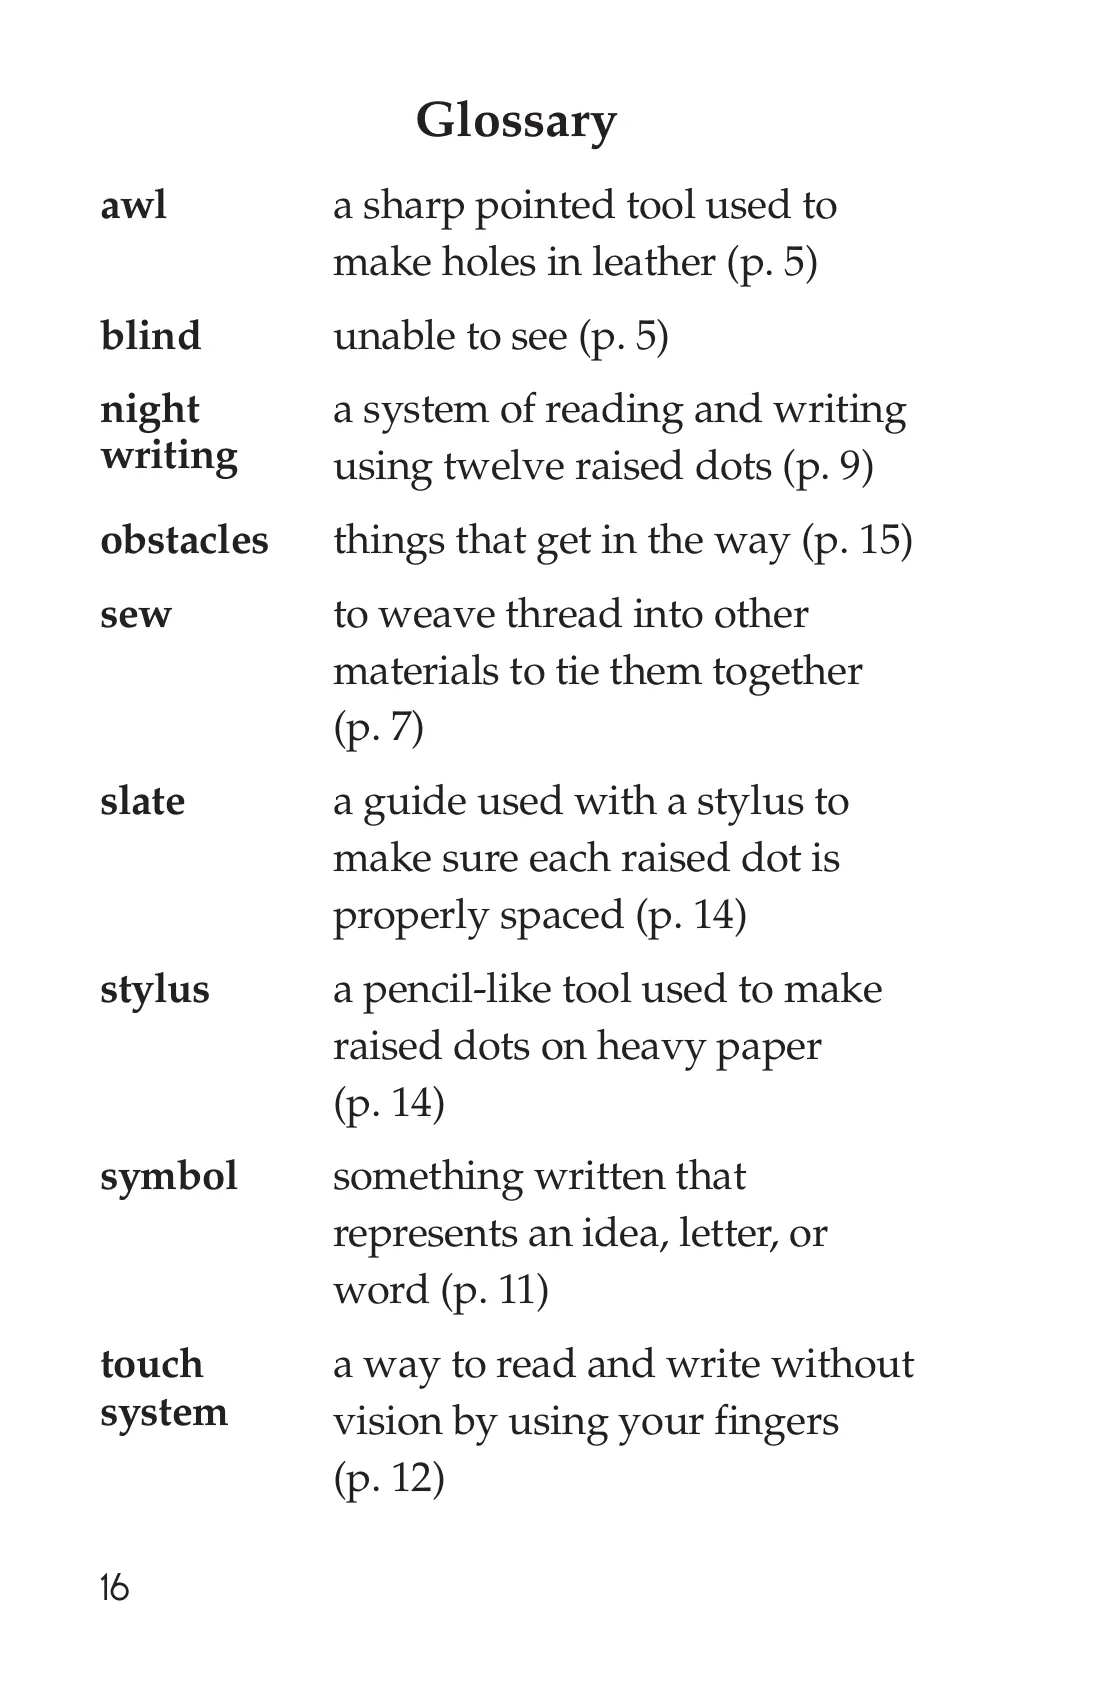 Glossary
awl a sharp pointed tool used to
make holes in leather (p. 5)
blind unable to see (p. 5)
night a system of reading and writing
writing using twelve raised dots (p. 9)
obstacles things that get in the way (p. 15)
sew to weave thread into other
materials to tie them together
(p. 7)
slate a guide used with a stylus to
make sure each raised dot is
properly spaced (p. 14)
stylus a pencil-like tool used to make
raised dots on heavy paper
(p. 14)
symbol something written that
represents an idea, letter, or
word (p. 11)
touch a way to read and write without
system vision by using your fingers
(p. 12)
16